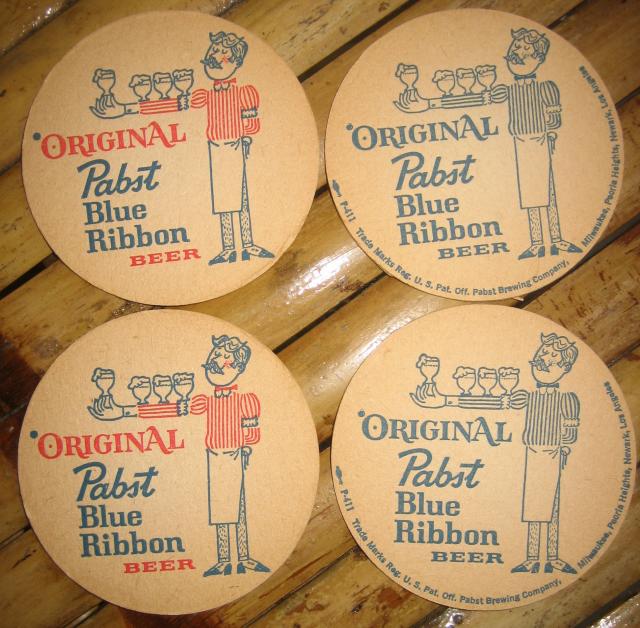 ORIGINAL
Pabst
Blue
Ribbon
BEER
ORIGINAL
Pabst
Blue
Ribbon
BEER
P-411 Trade Marks Reg. U. S. Pat. Off. Pabst Brewing Company, Milwaukee, Peoria Heights, Newark, Los Angeles
ORIGINAL
Pabst
Blue
Ribbon
BEER
ORIGINAL
Pabst
Blue
Ribbon
BEER
P-411 Trade Marks Reg. U. S. Pat. Off. Pabst Brewing Company, Milwaukee, Peoria Heights, Newark, Los Angeles